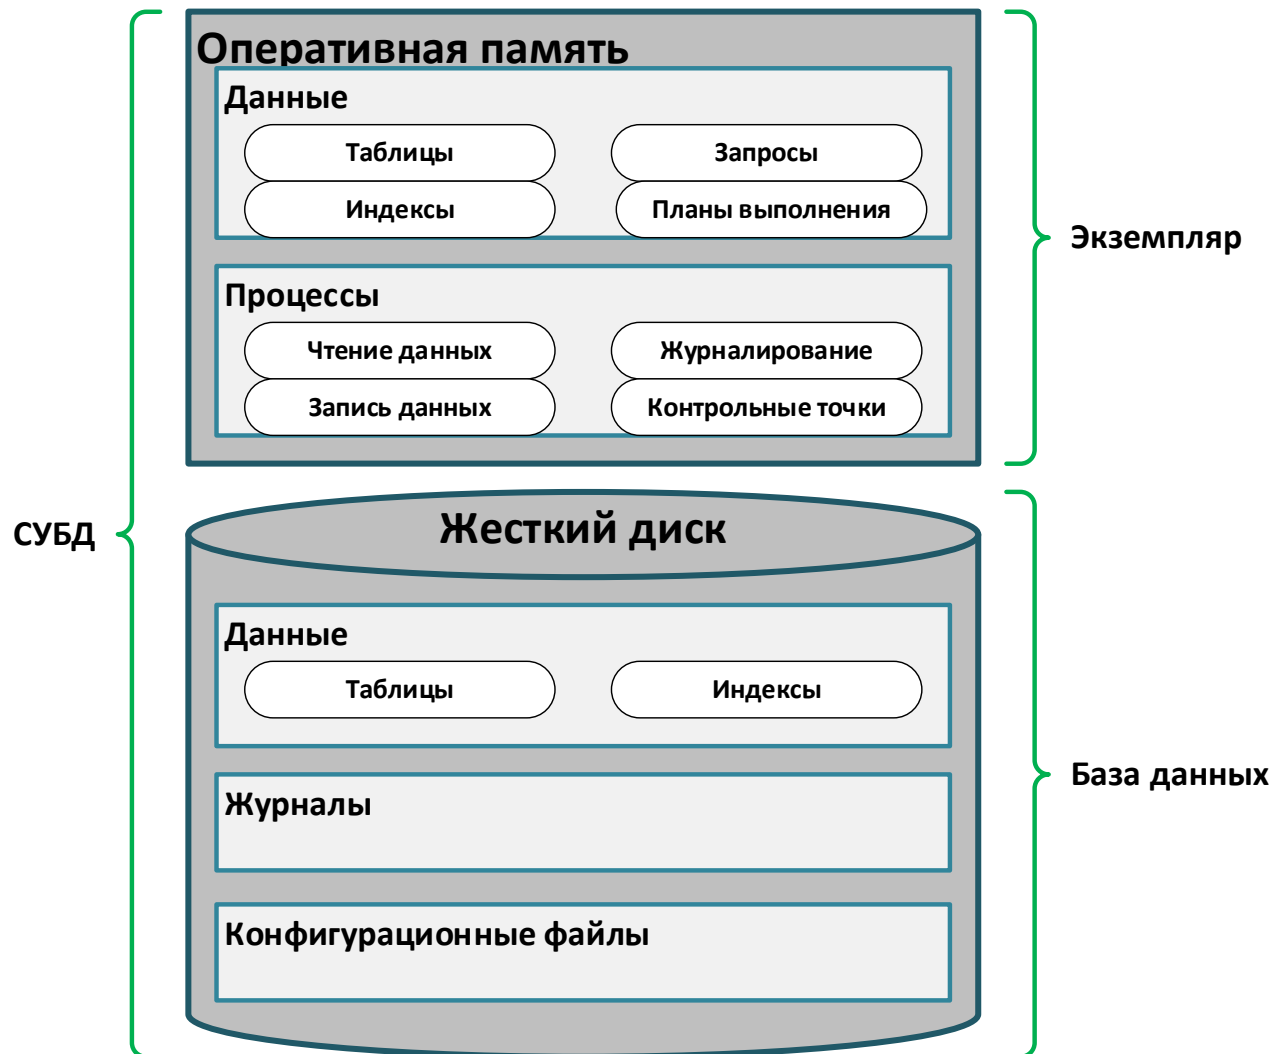 Оперативная память
Данные
Таблицы
Запросы
Индексы
Планы выполнения
Экземпляр
Процессы
Чтение данных
Журналирование
Запись данных
Контрольные точки
СУБД
Жесткий диск
Данные
Таблицы
Индексы
База данных
Журналы
Конфигурационные файлы